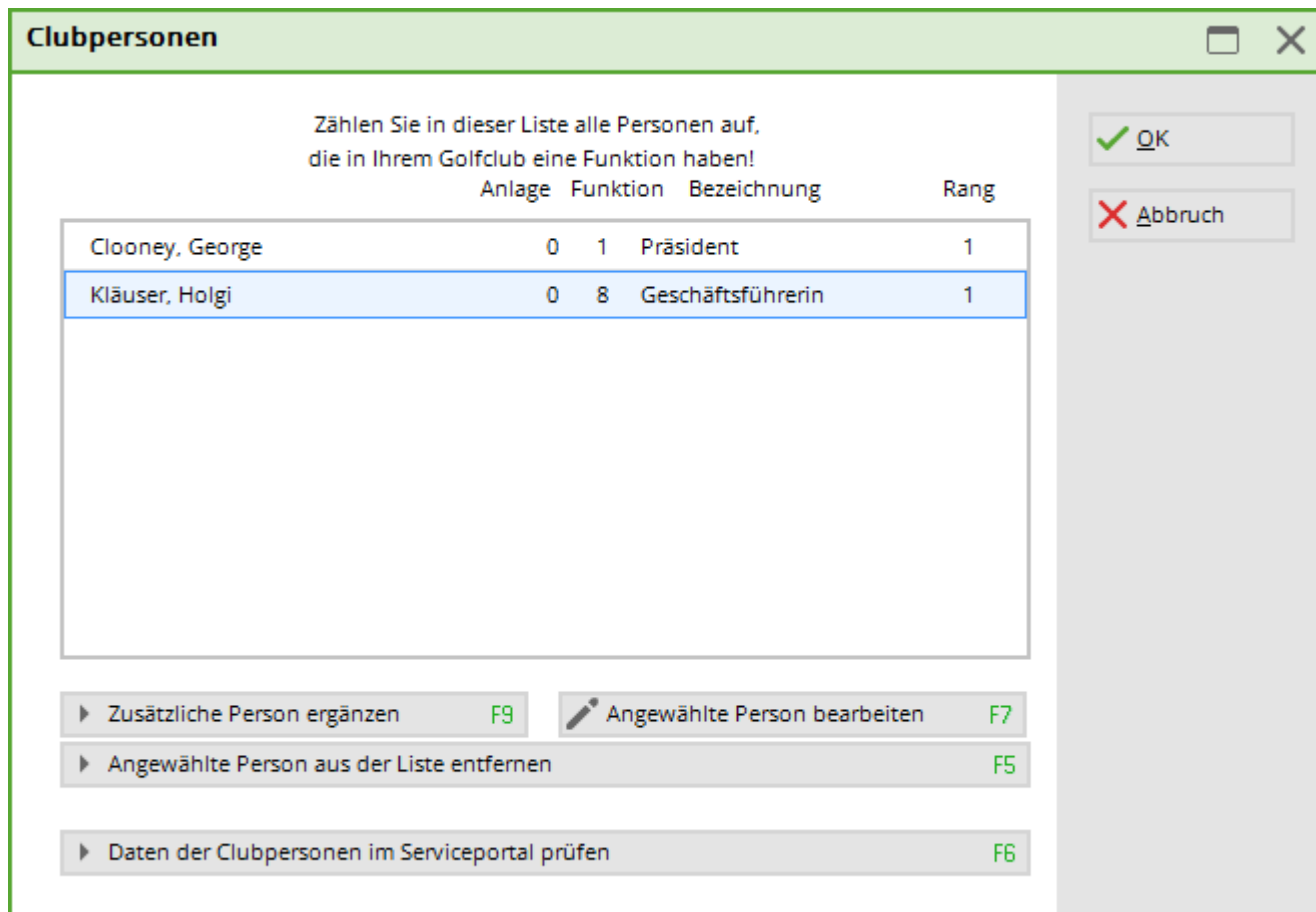 Clubpersonen
Zählen Sie in dieser Liste alle Personen auf,
die in Ihrem Golfclub eine Funktion haben!
Anlage Funktion Bezeichnung Rang
Clooney, George 0 1 Präsident 1
Kläuser, Holgi 0 8 Geschäftsführerin 1
Zusätzliche Person ergänzen F9
Angewählte Person bearbeiten F7
Angewählte Person aus der Liste entfernen F5
Daten der Clubpersonen im Serviceportal prüfen F6
OK
Abbruch